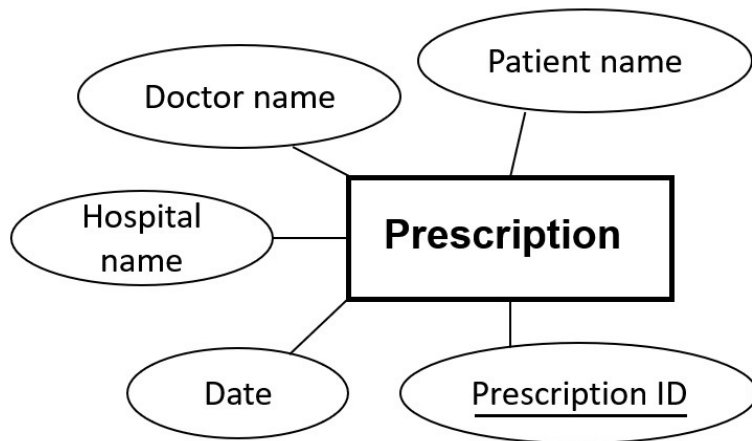 Patient name
Doctor name
Hospital
name
Prescription
Date
Prescription ID